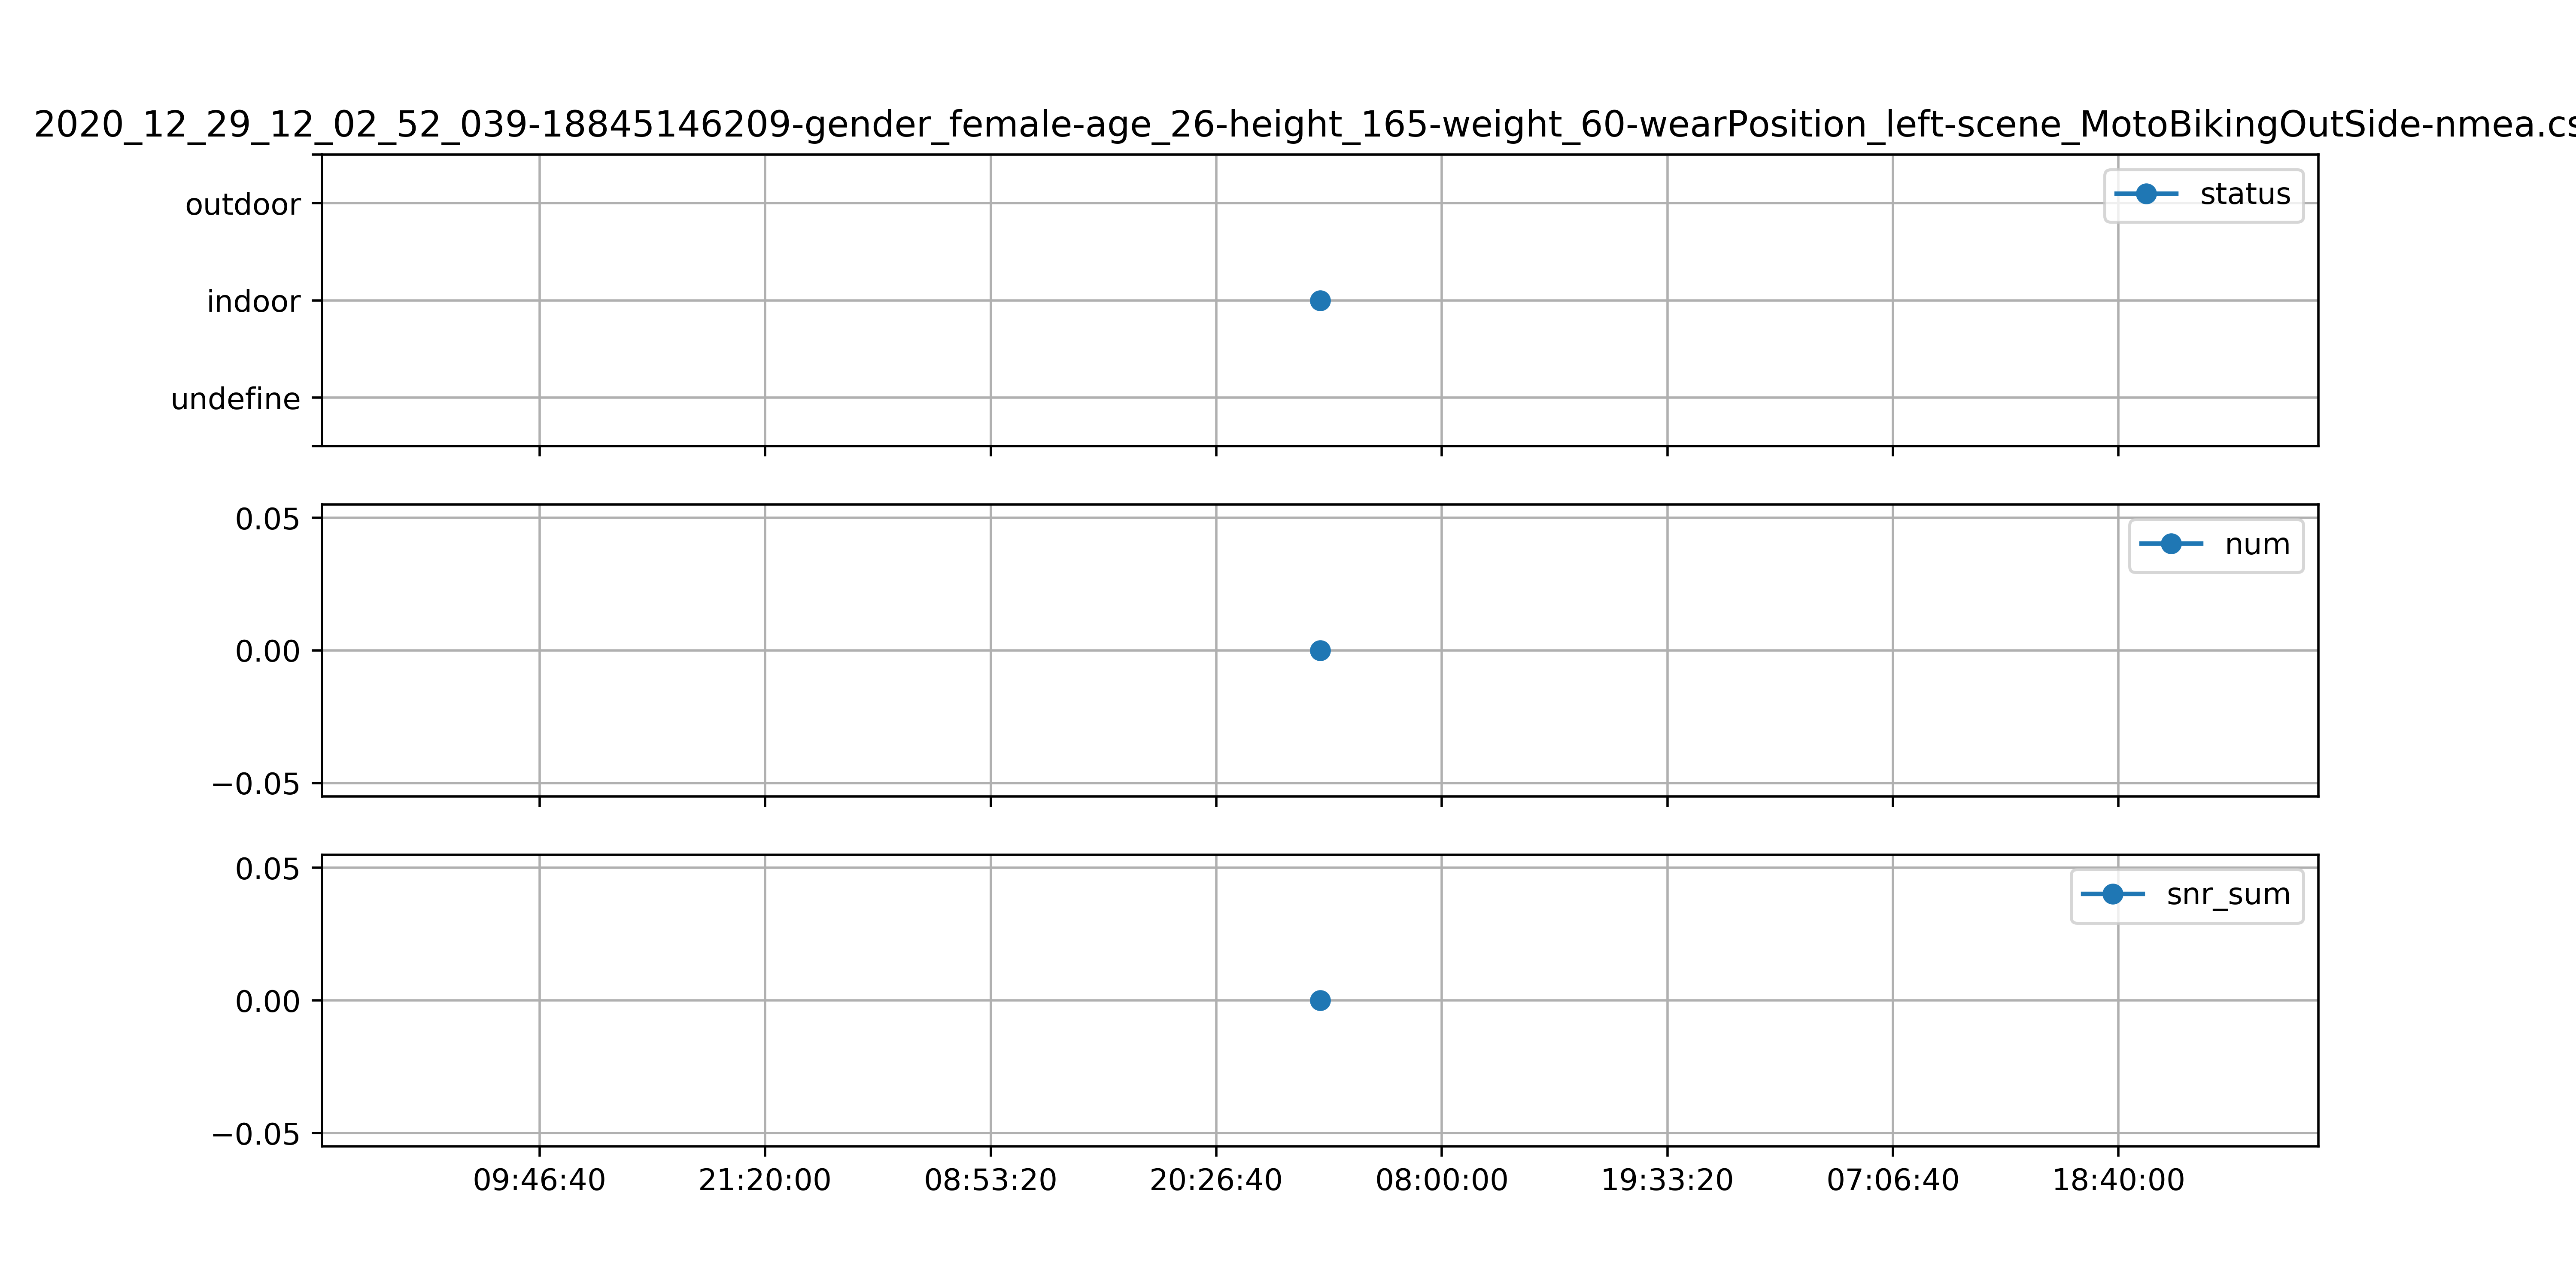 2020_12_29_12_02_52_039-18845146209-gender_female-age_26-height_165-weight_60-wearPosition_left-scene_MotoBikingOutSide-nmea.cs
outdoor
indoor
undefine
status
0.05
0.00
−0.05
num
0.05
0.00
−0.05
snr_sum
09:46:40 21:20:00 08:53:20 20:26:40 08:00:00 19:33:20 07:06:40 18:40:00